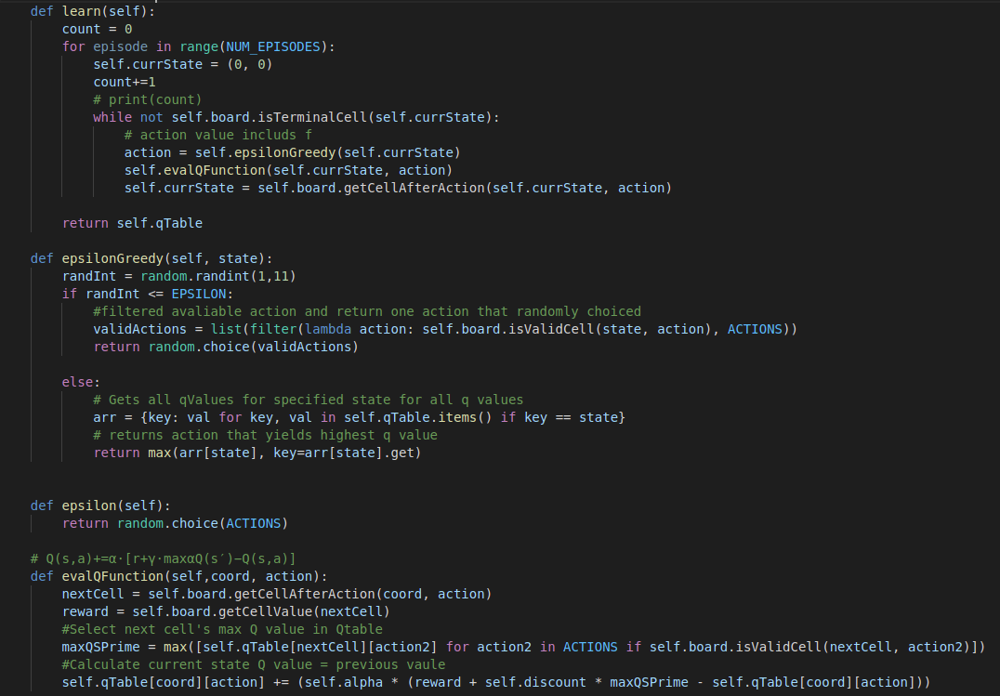 def learn(self):
    count = 0
    for episode in range(NUM_EPISODES):
        self.currState = (0, 0)
        count+=1
        # print(count)
        while not self.board.isTerminalCell(self.currState):
            # action value includs f
            action = self.epsilonGreedy(self.currState)
            self.evalQFunction(self.currState, action)
            self.currState = self.board.getCellAfterAction(self.currState, action)
    return self.qTable
def epsilonGreedy(self, state):
    randInt = random.randint(1,11)
    if randInt <= EPSILON:
        #filtered avaliable action and return one action that randomly choiced
        validActions = list(filter(lambda action: self.board.isValidCell(state, action), ACTIONS))
        return random.choice(validActions)
    else:
        # Gets all qValues for specified state for all q values
        arr = {key: val for key, val in self.qTable.items() if key == state}
        # returns action that yields highest q value
        return max(arr[state], key=arr[state].get)
def epsilon(self):
    return random.choice(ACTIONS)
# Q(s,a)+=α·[r+γ·maxαQ(s′)−Q(s,a)]
def evalQFunction(self,coord, action):
    nextCell = self.board.getCellAfterAction(coord, action)
    reward = self.board.getCellValue(nextCell)
    #Select next cell's max Q value in Qtable
    maxQSPrime = max([self.qTable[nextCell][action2] for action2 in ACTIONS if self.board.isValidCell(nextCell, action2)])
    #Calculate current state Q value = previous vaule
    self.qTable[coord][action] += (self.alpha * (reward + self.discount * maxQSPrime - self.qTable[coord][action]))